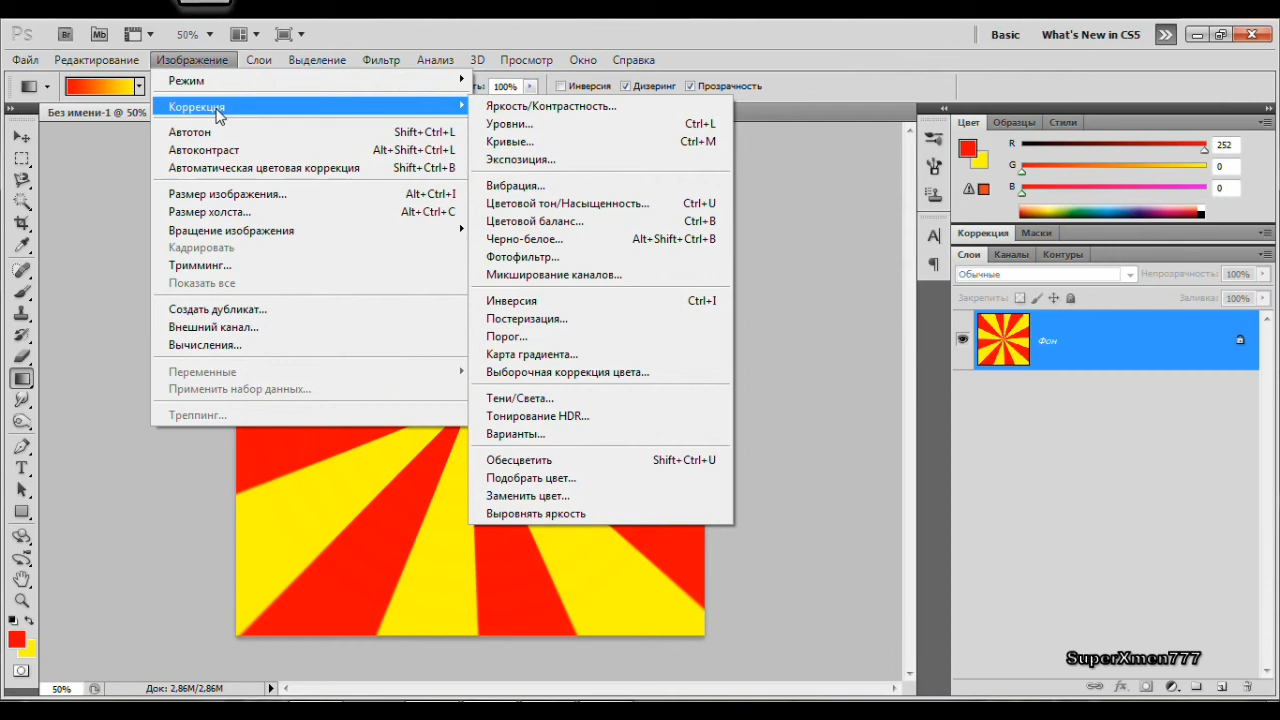 Ps Br Mb 50% Basic What's New in CS5
Файл Редактирование Изображение Слои Выделение Фильтр Анализ 3D Просмотр Окно Справка
ть: 100% Инверсия Дизеринг Прозрачность
Без имени-1 @ 50%
Режим
Коррекция
Автотон Shift+Ctrl+L
Автоконтраст Alt+Shift+Ctrl+L
Автоматическая цветовая коррекция Shift+Ctrl+B
Размер изображения... Alt+Ctrl+I
Размер холста... Alt+Ctrl+C
Вращение изображения
Кадрировать
Тримминг...
Показать все
Создать дубликат...
Внешний канал...
Вычисления...
Переменные
Применить набор данных...
Треппинг...
Яркость/Контрастность...
Уровни... Ctrl+L
Кривые... Ctrl+M
Экспозиция...
Вибрация...
Цветовой тон/Насыщенность... Ctrl+U
Цветовой баланс... Ctrl+B
Черно-белое... Alt+Shift+Ctrl+B
Фотофильтр...
Микширование каналов...
Инверсия Ctrl+I
Постеризация...
Порог...
Карта градиента...
Выборочная коррекция цвета...
Тени/Света...
Тонирование HDR...
Варианты...
Обесцветить Shift+Ctrl+U
Подобрать цвет...
Заменить цвет...
Выровнять яркость
Цвет Образцы Стили
R 252
G 0
B 0
Коррекция Маски
Слои Каналы Контуры
Обычные Непрозрачность: 100%
Закрепить: Заливка: 100%
Фон
SuperXmen777
50% Док: 2,86M/2,86M